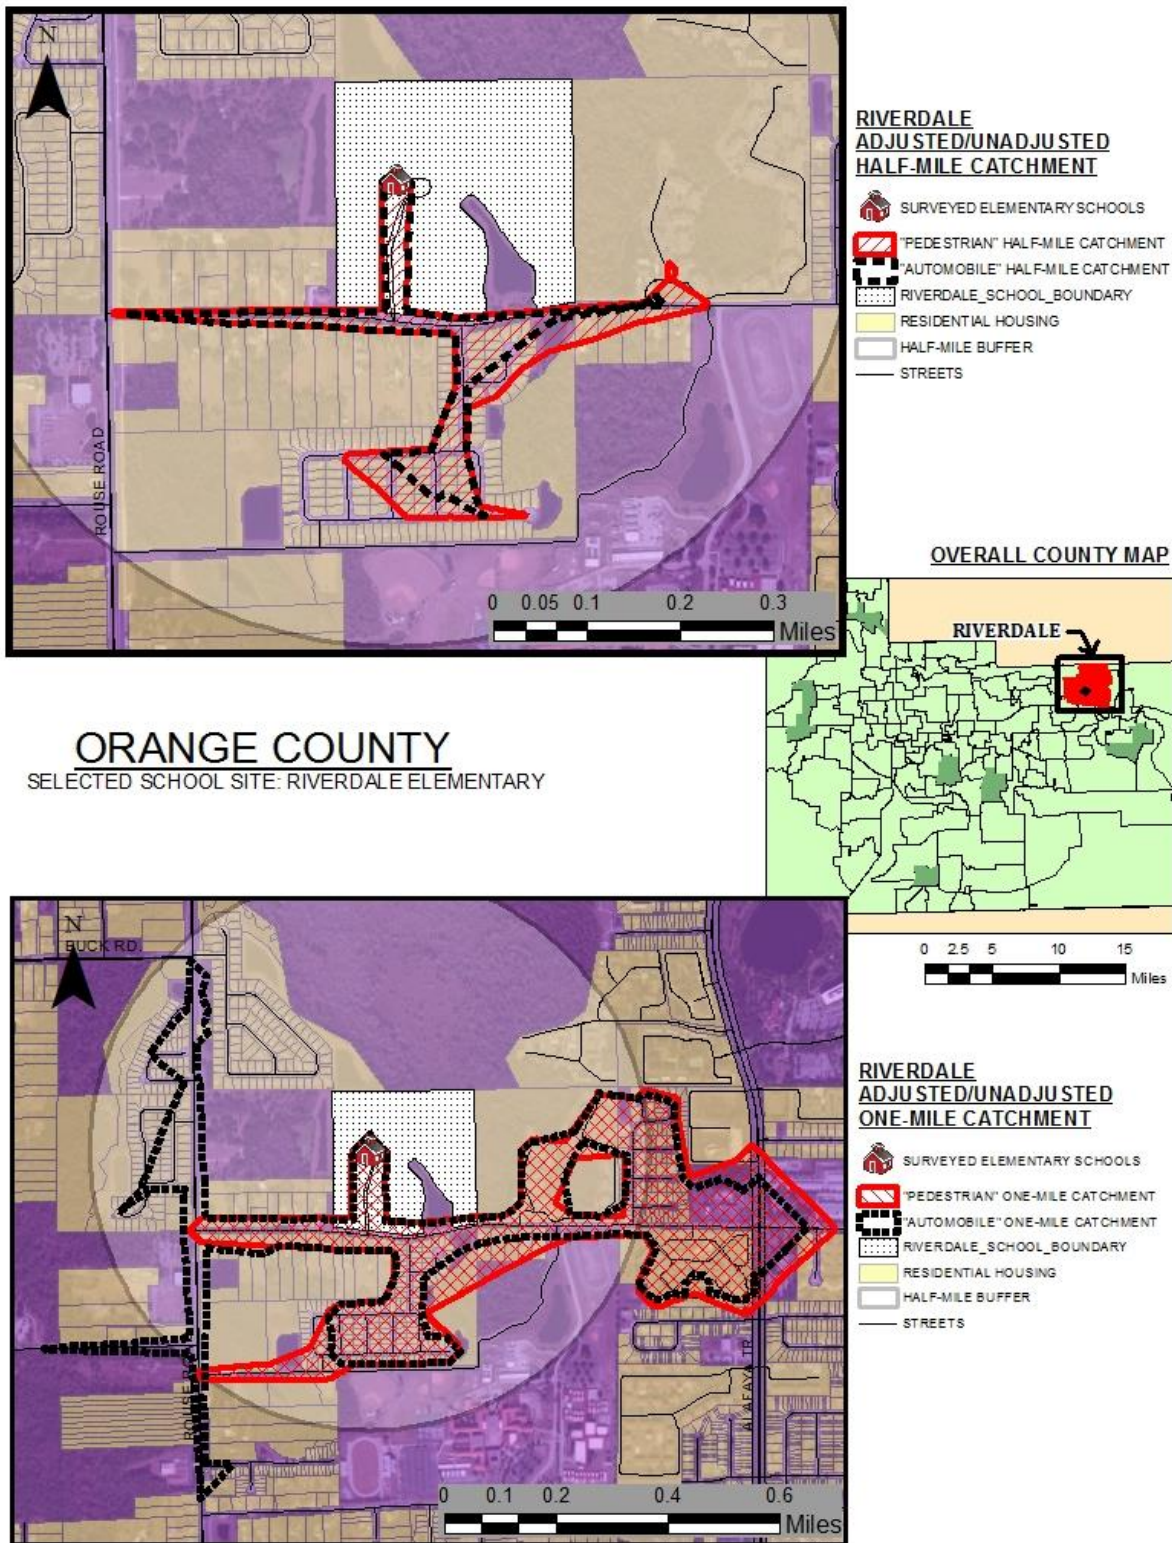 N
ROUSE ROAD
0 0.05 0.1 0.2 0.3
Miles
RIVERDALE
ADJUSTED/UNADJUSTED
HALF-MILE CATCHMENT
SURVEYED ELEMENTARY SCHOOLS
"PEDESTRIAN" HALF-MILE CATCHMENT
"AUTOMOBILE" HALF-MILE CATCHMENT
RIVERDALE_SCHOOL_BOUNDARY
RESIDENTIAL HOUSING
HALF-MILE BUFFER
STREETS
OVERALL COUNTY MAP
RIVERDALE
0 2.5 5 10 15
Miles
ORANGE COUNTY
SELECTED SCHOOL SITE: RIVERDALE ELEMENTARY
N
BUCK RD.
ALAFAYA TR
0 0.1 0.2 0.4 0.6
Miles
RIVERDALE
ADJUSTED/UNADJUSTED
ONE-MILE CATCHMENT
SURVEYED ELEMENTARY SCHOOLS
"PEDESTRIAN" ONE-MILE CATCHMENT
"AUTOMOBILE" ONE-MILE CATCHMENT
RIVERDALE_SCHOOL_BOUNDARY
RESIDENTIAL HOUSING
HALF-MILE BUFFER
STREETS